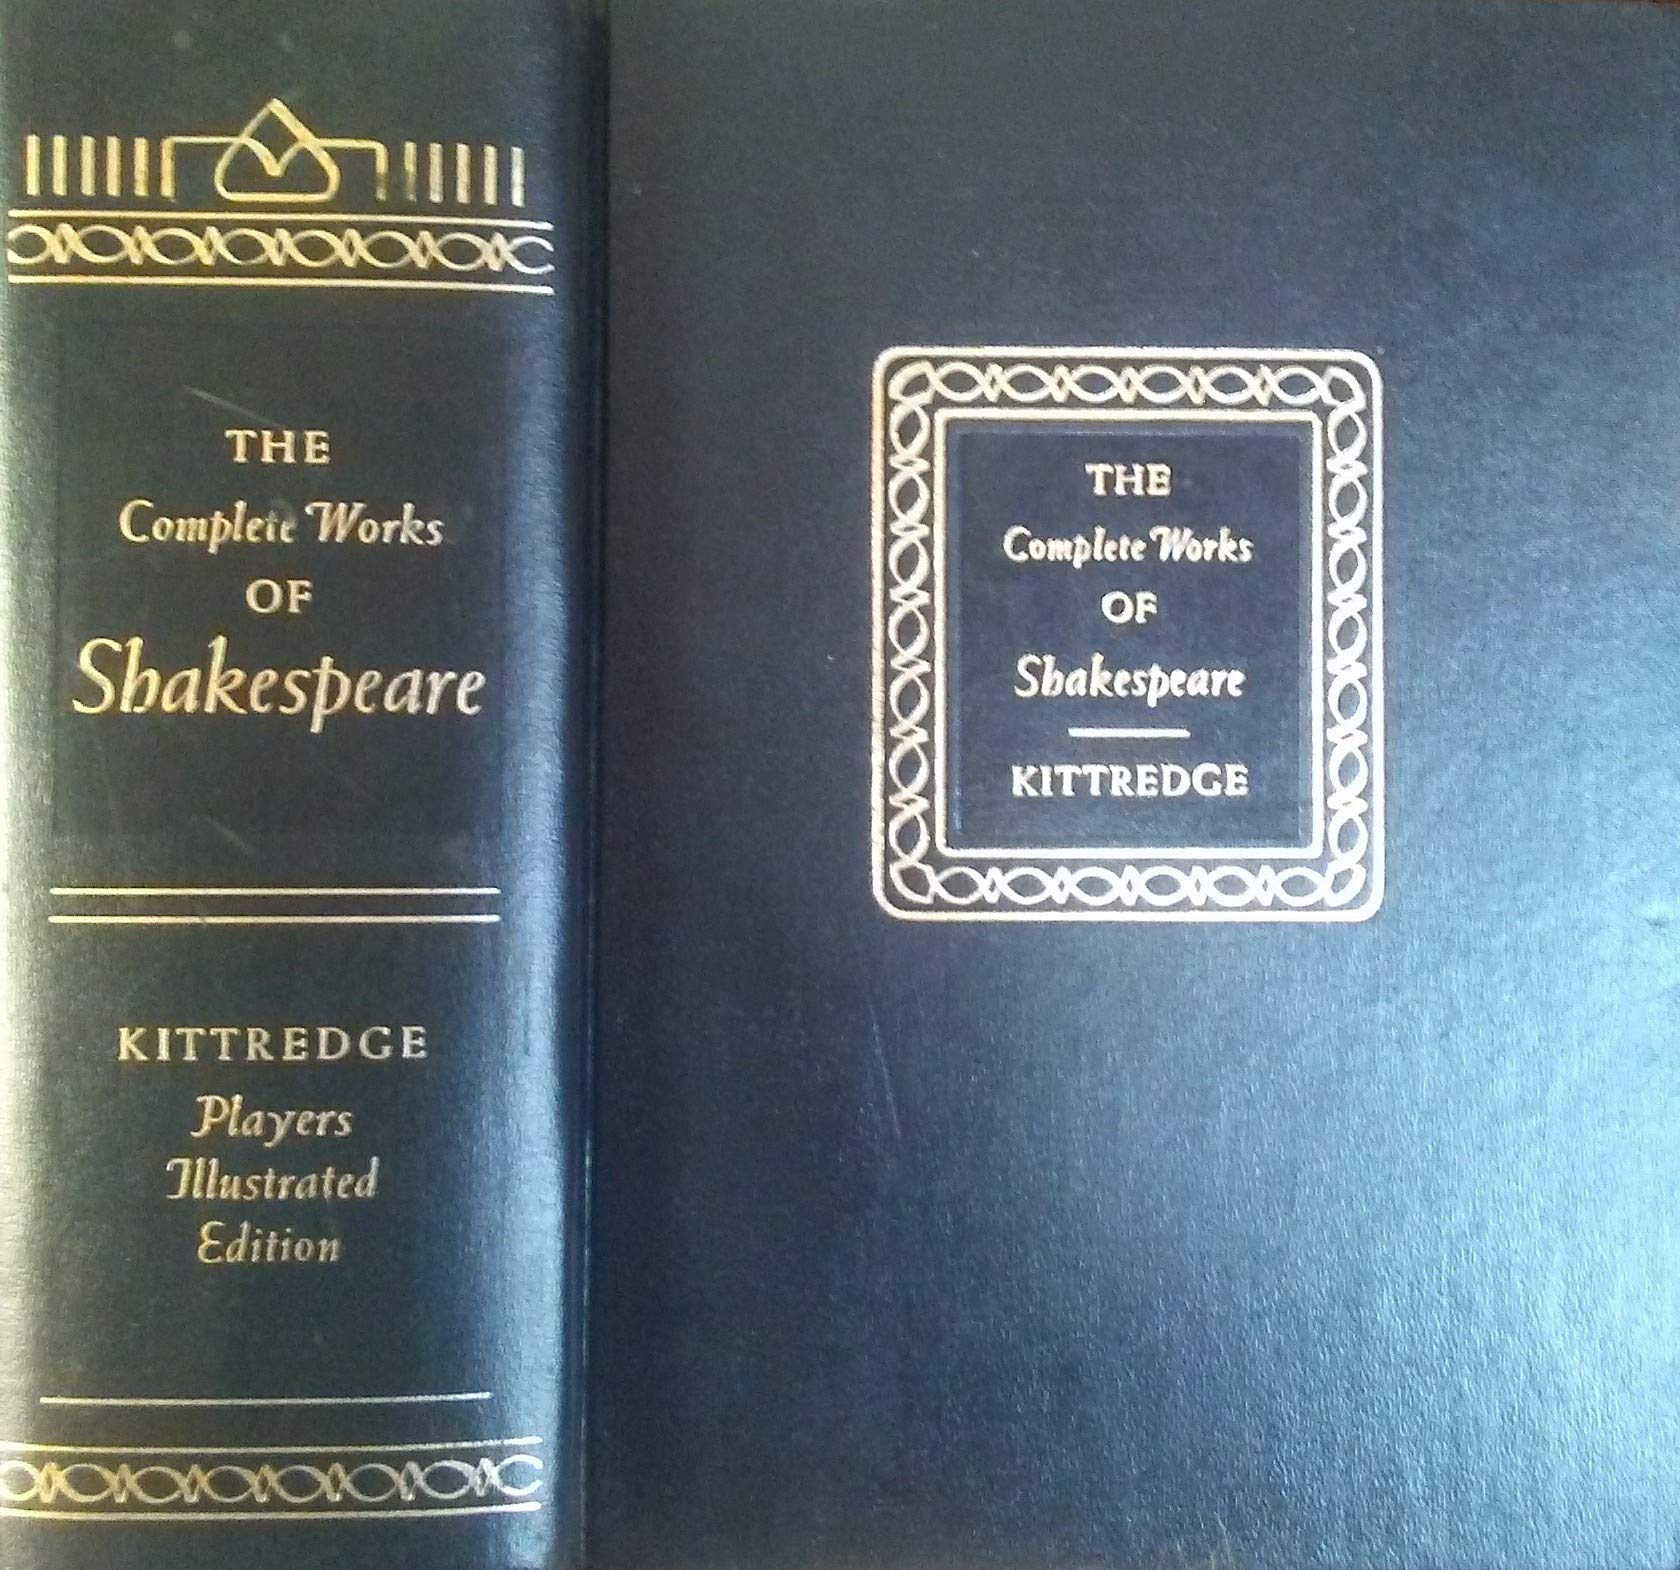 THE
Complete Works
OF
Shakespeare
KITTREDGE
Players
Illustrated
Edition
THE
Complete Works
OF
Shakespeare
KITTREDGE